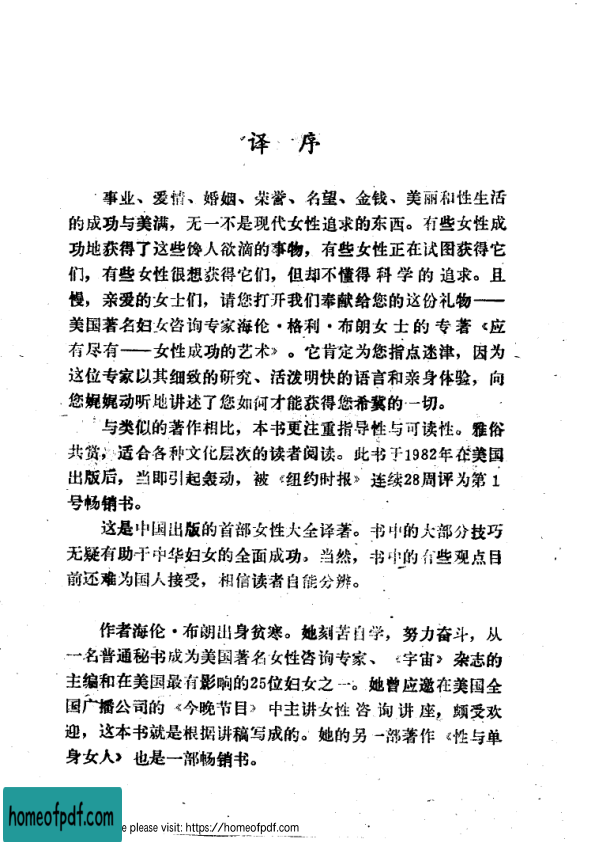 译 序
事业、爱情、婚姻、荣誉、名望、金钱、美丽和性生活
的成功与美满，无一不是现代女性追求的东西。有些女性成
功地获得了这些馋人欲滴的事物，有些女性正在试图获得它
们，有些女性很想获得它们，但却不懂得科学的追求。且
慢，亲爱的女士们，请您打开我们奉献给您的这份礼物——
美国著名妇女咨询专家海伦·格利·布朗女士的专著《应
有尽有——女性成功的艺术》。它肯定为您指点迷津，因为
这位专家以其细致的研究、活泼明快的语言和亲身体验，向
您娓娓动听地讲述了您如何才能获得您希冀的一切。
与类似的著作相比，本书更注重指导性与可读性。雅俗
共赏，适合各种文化层次的读者阅读。此书于1982年在美国
出版后，当即引起轰动，被《纽约时报》连续28周评为第1
号畅销书。
这是中国出版的首部女性大全译著。书中的大部分技巧
无疑有助于中华妇女的全面成功。当然，书中的有些观点目
前还难为国人接受，相信读者自能分辨。
作者海伦·布朗出身贫寒。她刻苦自学，努力奋斗，从
一名普通秘书成为美国著名女性咨询专家、《宇宙》杂志的
主编和在美国最有影响的25位妇女之一。她曾应邀在美国全
国广播公司的《今晚节目》中主讲女性咨询讲座，颇受欢
迎，这本书就是根据讲稿写成的。她的另一部著作《性与单
身女人》也是一部畅销书。
homeofpdf.com
e please visit: https://homeofpdf.com